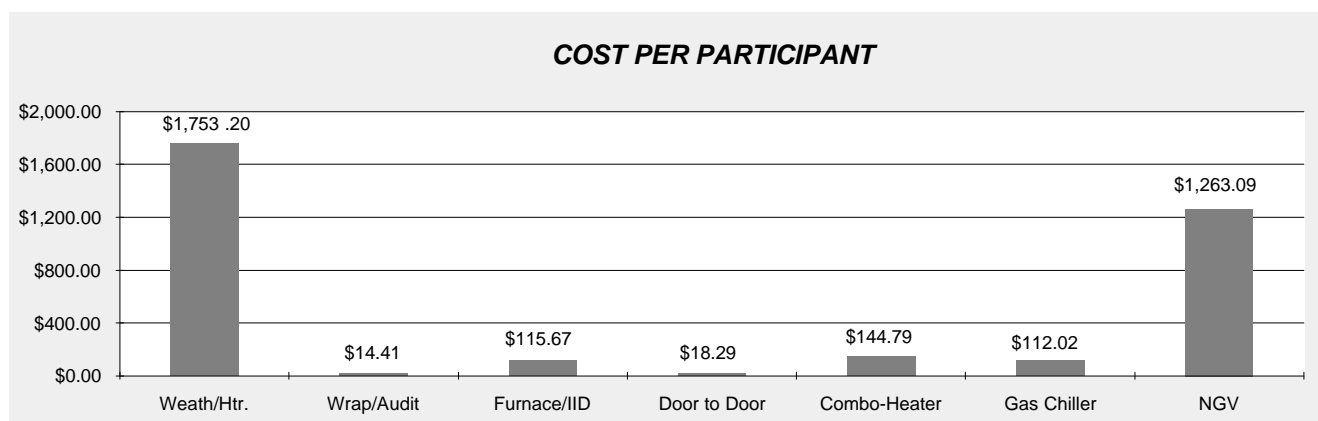 COST PER PARTICIPANT
$2,000.00
$1,600.00
$1,200.00
$800.00
$400.00
$0.00
$1,753 .20
$14.41
$115.67
$18.29
$144.79
$112.02
$1,263.09
Weath/Htr.
Wrap/Audit
Furnace/IID
Door to Door
Combo-Heater
Gas Chiller
NGV